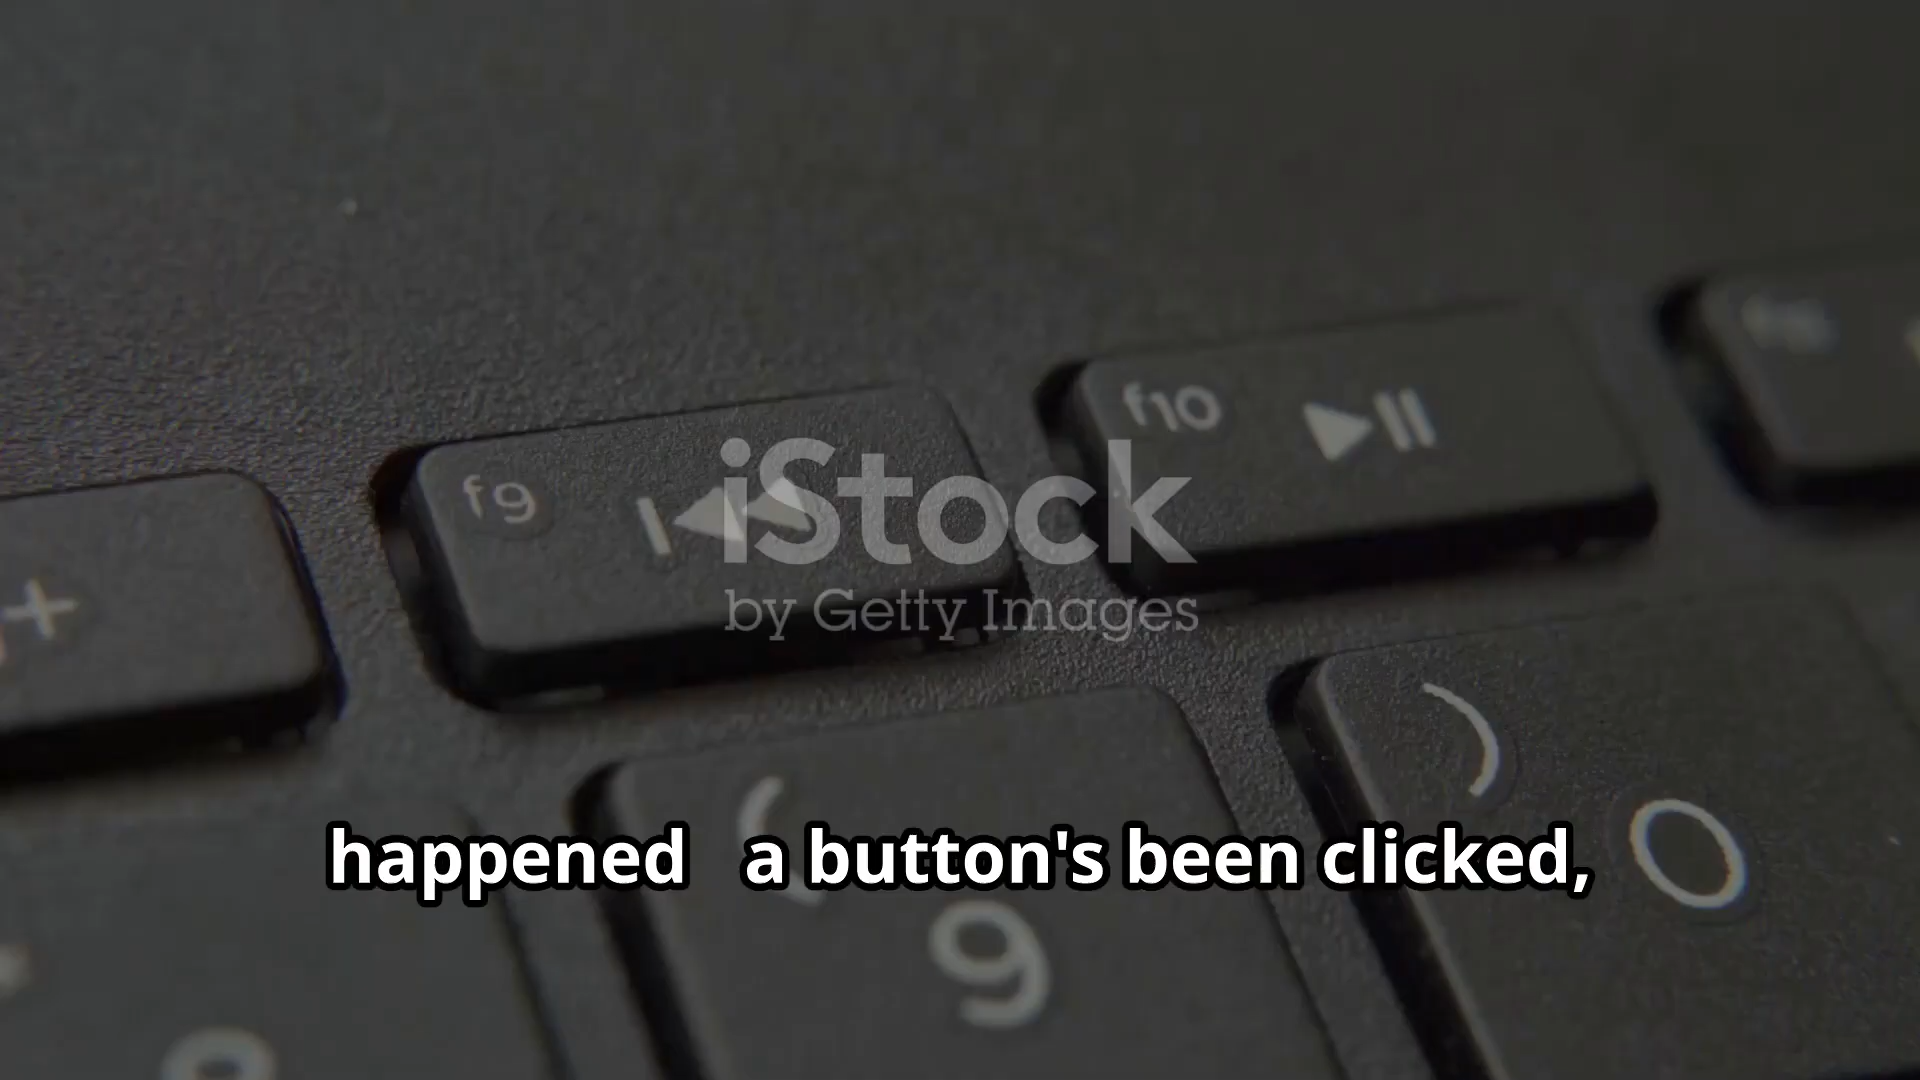 f9
f10
+
iStock
by Getty Images
(
9
)
0
happened   a button's been clicked,